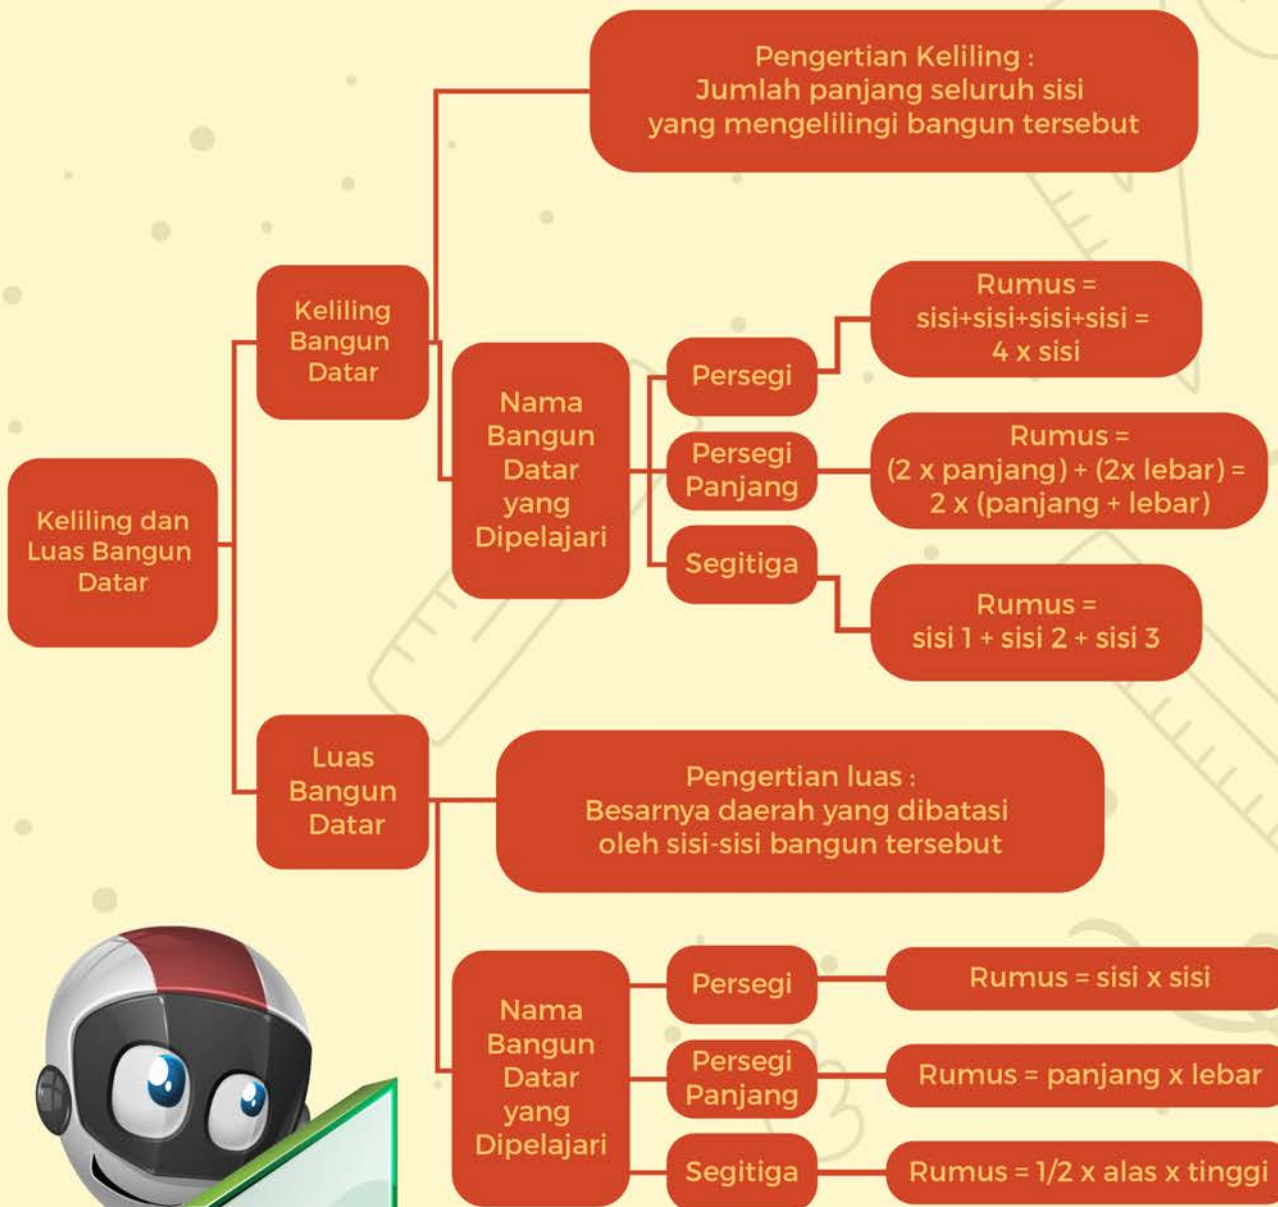 Pengertian Keliling :
Jumlah panjang seluruh sisi
yang mengelilingi bangun tersebut
Keliling
Bangun
Datar
Nama
Bangun
Datar
yang
Dipelajari
Persegi
Rumus =
sisi+sisi+sisi+sisi =
4 x sisi
Persegi
Panjang
Rumus =
(2 x panjang) + (2x lebar) =
2 x (panjang + lebar)
Segitiga
Rumus =
sisi 1 + sisi 2 + sisi 3
Keliling dan
Luas Bangun
Datar
Luas
Bangun
Datar
Pengertian luas :
Besarnya daerah yang dibatasi
oleh sisi-sisi bangun tersebut
Nama
Bangun
Datar
yang
Dipelajari
Persegi
Rumus = sisi x sisi
Persegi
Panjang
Rumus = panjang x lebar
Segitiga
Rumus = 1/2 x alas x tinggi